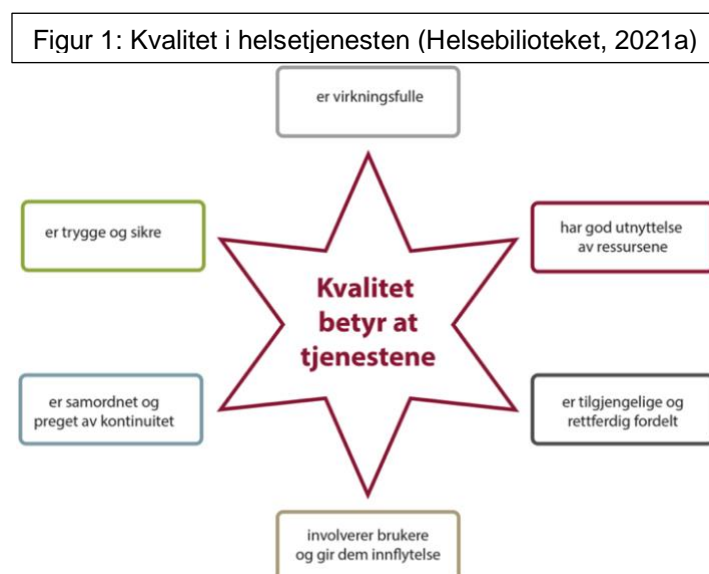 Figur 1: Kvalitet i helsetjenesten (Helsebilioteket, 2021a)
er virkningsfulle
er trygge og sikre
har god utnyttelse
av ressursene
Kvalitet
betyr at
tjenestene
er samordnet og
preget av kontinuitet
er tilgjengelige og
rettferdig fordelt
involverer brukere
og gir dem innflytelse